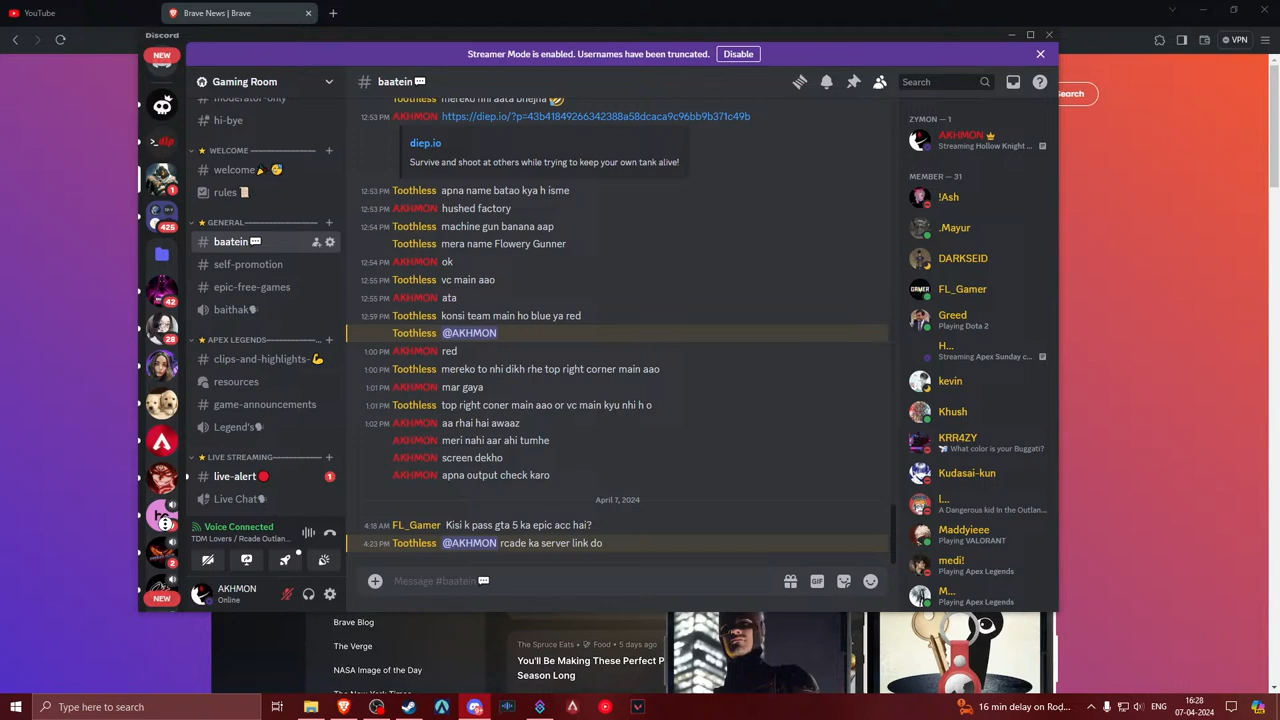 YouTube
Brave News | Brave
VPN
Search
Discord
NEW
Streamer Mode is enabled. Usernames have been truncated.
Disable
Gaming Room
baatein
Search
moderator-only
hi-bye
WELCOME
welcome
rules
GENERAL
baatein
self-promotion
epic-free-games
baithak
APEX LEGENDS
clips-and-highlights-
resources
game-announcements
Legend's
LIVE STREAMING
live-alert
1
Live Chat
1
425
42
28
2
NEW
Voice Connected
TDM Lovers / Rcade Outlan...
AKHMON
Online
Toothless mereko nhi aata bhejna
12:53 PM AKHMON https://diep.io/?p=43b41849266342388a58dcaca9c96bb9b371c49b
diep.io
Survive and shoot at others while trying to keep your own tank alive!
12:53 PM Toothless apna name batao kya h isme
12:53 PM AKHMON hushed factory
12:54 PM Toothless machine gun banana aap
Toothless mera name Flowery Gunner
12:54 PM AKHMON ok
12:55 PM Toothless vc main aao
12:55 PM AKHMON ata
12:59 PM Toothless konsi team main ho blue ya red
Toothless @AKHMON
1:00 PM AKHMON red
1:00 PM Toothless mereko to nhi dikh rhe top right corner main aao
1:01 PM AKHMON mar gaya
1:01 PM Toothless top right coner main aao or vc main kyu nhi h o
1:02 PM AKHMON aa rhai hai awaaz
AKHMON meri nahi aar ahi tumhe
AKHMON screen dekho
AKHMON apna output check karo
April 7, 2024
4:18 AM FL_Gamer Kisi k pass gta 5 ka epic acc hai?
4:23 PM Toothless @AKHMON rcade ka server link do
Message #baatein
GIF
ZYMON — 1
AKHMON
Streaming Hollow Knight ...
MEMBER — 31
!Ash
.Mayur
DARKSEID
FL_Gamer
Greed
Playing Dota 2
H...
Streaming Apex Sunday c...
kevin
Khush
KRR4ZY
What color is your Buggati?
Kudasai-kun
I...
A Dangerous kid In the Outlan...
Maddyieee
Playing VALORANT
medi!
Playing Apex Legends
M...
Playing Apex Legends
Brave Blog
The Verge
NASA Image of the Day
The New York Times
The Spruce Eats • Food • 5 days ago
You'll Be Making These Perfect P
Season Long
Type here to search
16 min delay on Rod...
16:28
07-04-2024